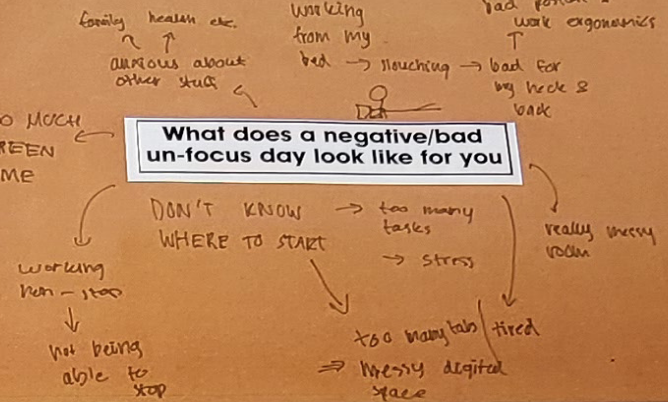 family health etc.
anxious about
other stuff
working
from my
bed → slouching → bad for
my neck &
back
work ergonomics
MUCH
What does a negative/bad
un-focus day look like for you
DON'T KNOW → too many
tasks
WHERE TO START
→ stress
really messy
room
working
non-stop
not being
able to
stop
too many tabs / tired
⇒ messy digital
space